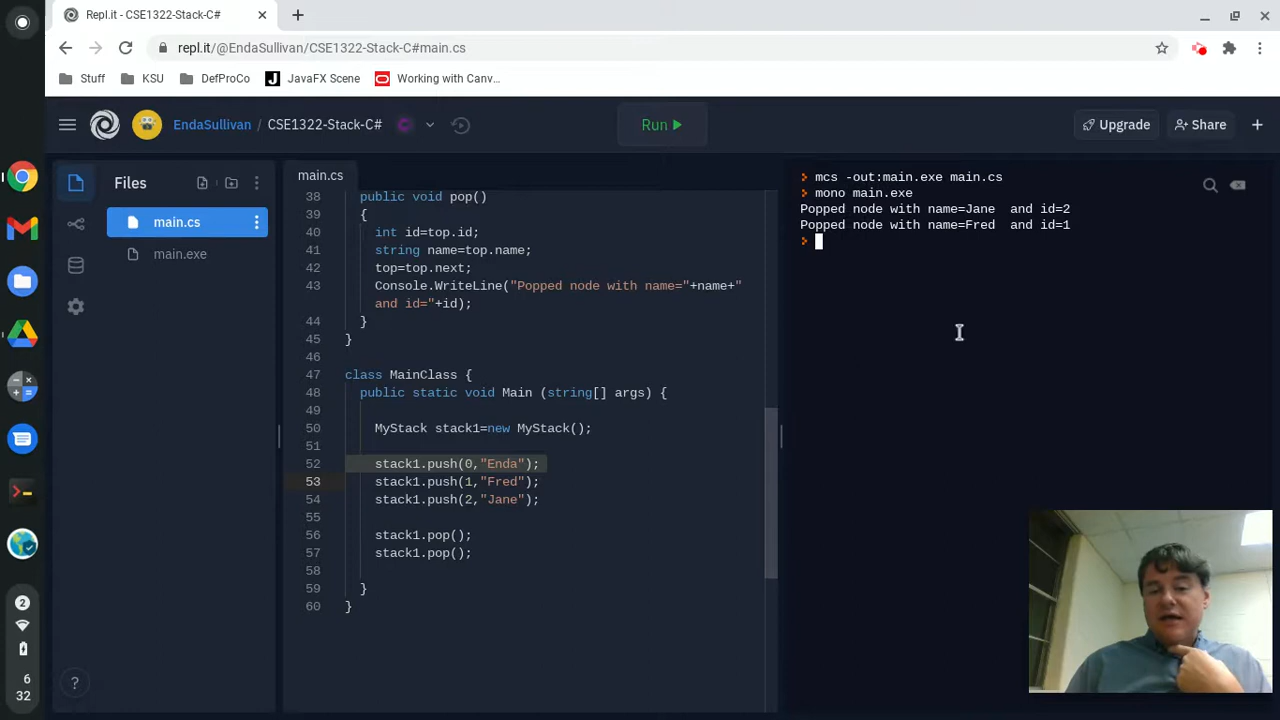 Repl.it - CSE1322-Stack-C#
repl.it/@EndaSullivan/CSE1322-Stack-C#main.cs
Stuff KSU DefProCo JavaFX Scene Working with Canv...
EndaSullivan / CSE1322-Stack-C# Run Upgrade Share
Files
main.cs
main.exe
main.cs
38 public void pop()
39 {
40 int id=top.id;
41 string name=top.name;
42 top=top.next;
43 Console.WriteLine("Popped node with name="+name+"
and id="+id);
44 }
45 }
46
47 class MainClass {
48 public static void Main (string[] args) {
49
50 MyStack stack1=new MyStack();
51
52 stack1.push(0,"Enda");
53 stack1.push(1,"Fred");
54 stack1.push(2,"Jane");
55
56 stack1.pop();
57 stack1.pop();
58
59 }
60 }
mcs -out:main.exe main.cs
mono main.exe
Popped node with name=Jane  and id=2
Popped node with name=Fred  and id=1
2
6
32
?